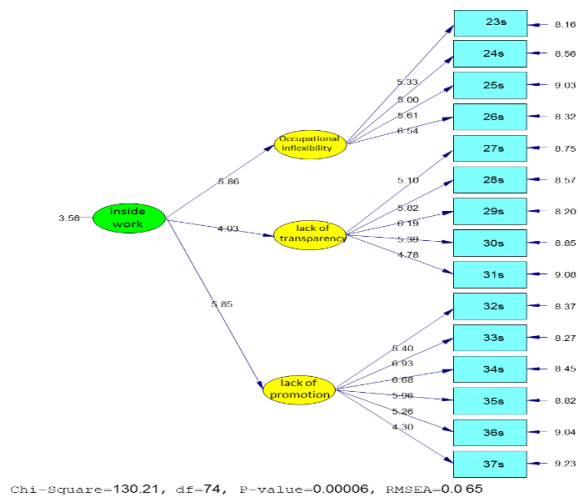 23s
8.16
24s
8.56
5.33
25s
9.03
5.00
5.61
26s
8.32
6.54
Occupational
inflexibility
27s
8.75
5.10
28s
8.57
5.86
5.82
29s
8.20
6.19
3.58
inside
work
4.03
lack of
transparency
5.39
30s
8.85
4.78
31s
9.08
32s
8.37
5.85
5.40
33s
8.27
6.93
34s
8.45
0.68
lack of
promotion
5.96
35s
8.82
5.26
36s
9.04
4.30
37s
9.23
Chi-Square=130.21, df=74, P-value=0.00006, RMSEA=0.065